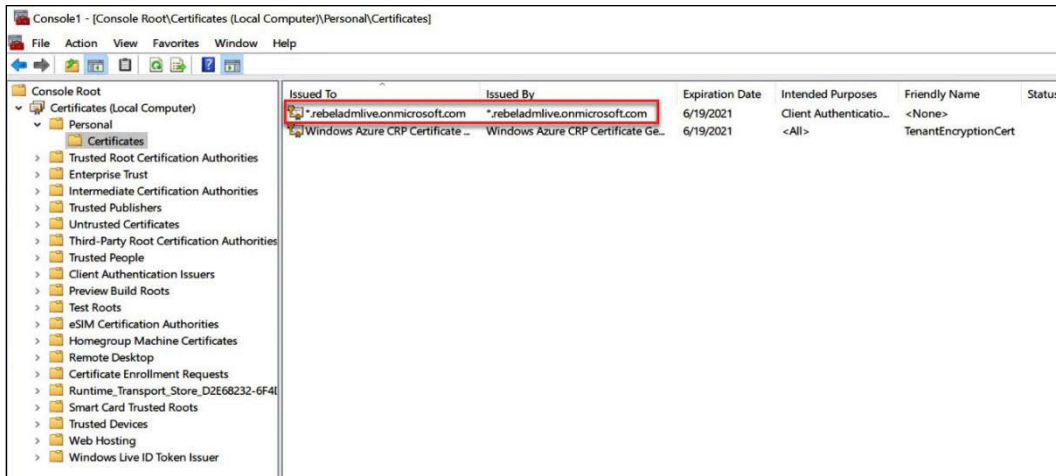 Console1 - [Console Root\Certificates (Local Computer)\Personal\Certificates]
File Action View Favorites Window Help
Console Root
Certificates (Local Computer)
Personal
Certificates
Trusted Root Certification Authorities
Enterprise Trust
Intermediate Certification Authorities
Trusted Publishers
Untrusted Certificates
Third-Party Root Certification Authorities
Trusted People
Client Authentication Issuers
Preview Build Roots
Test Roots
eSIM Certification Authorities
Homegroup Machine Certificates
Remote Desktop
Certificate Enrollment Requests
Runtime_Transport_Store_D2E68232-6F4
Smart Card Trusted Roots
Trusted Devices
Web Hosting
Windows Live ID Token Issuer
Issued To Issued By Expiration Date Intended Purposes Friendly Name Status
*.rebeladmlive.onmicrosoft.com *.rebeladmlive.onmicrosoft.com 6/19/2021 Client Authenticatio... <None>
Windows Azure CRP Certificate ... Windows Azure CRP Certificate Ge... 6/19/2021 <All> TenantEncryptionCert